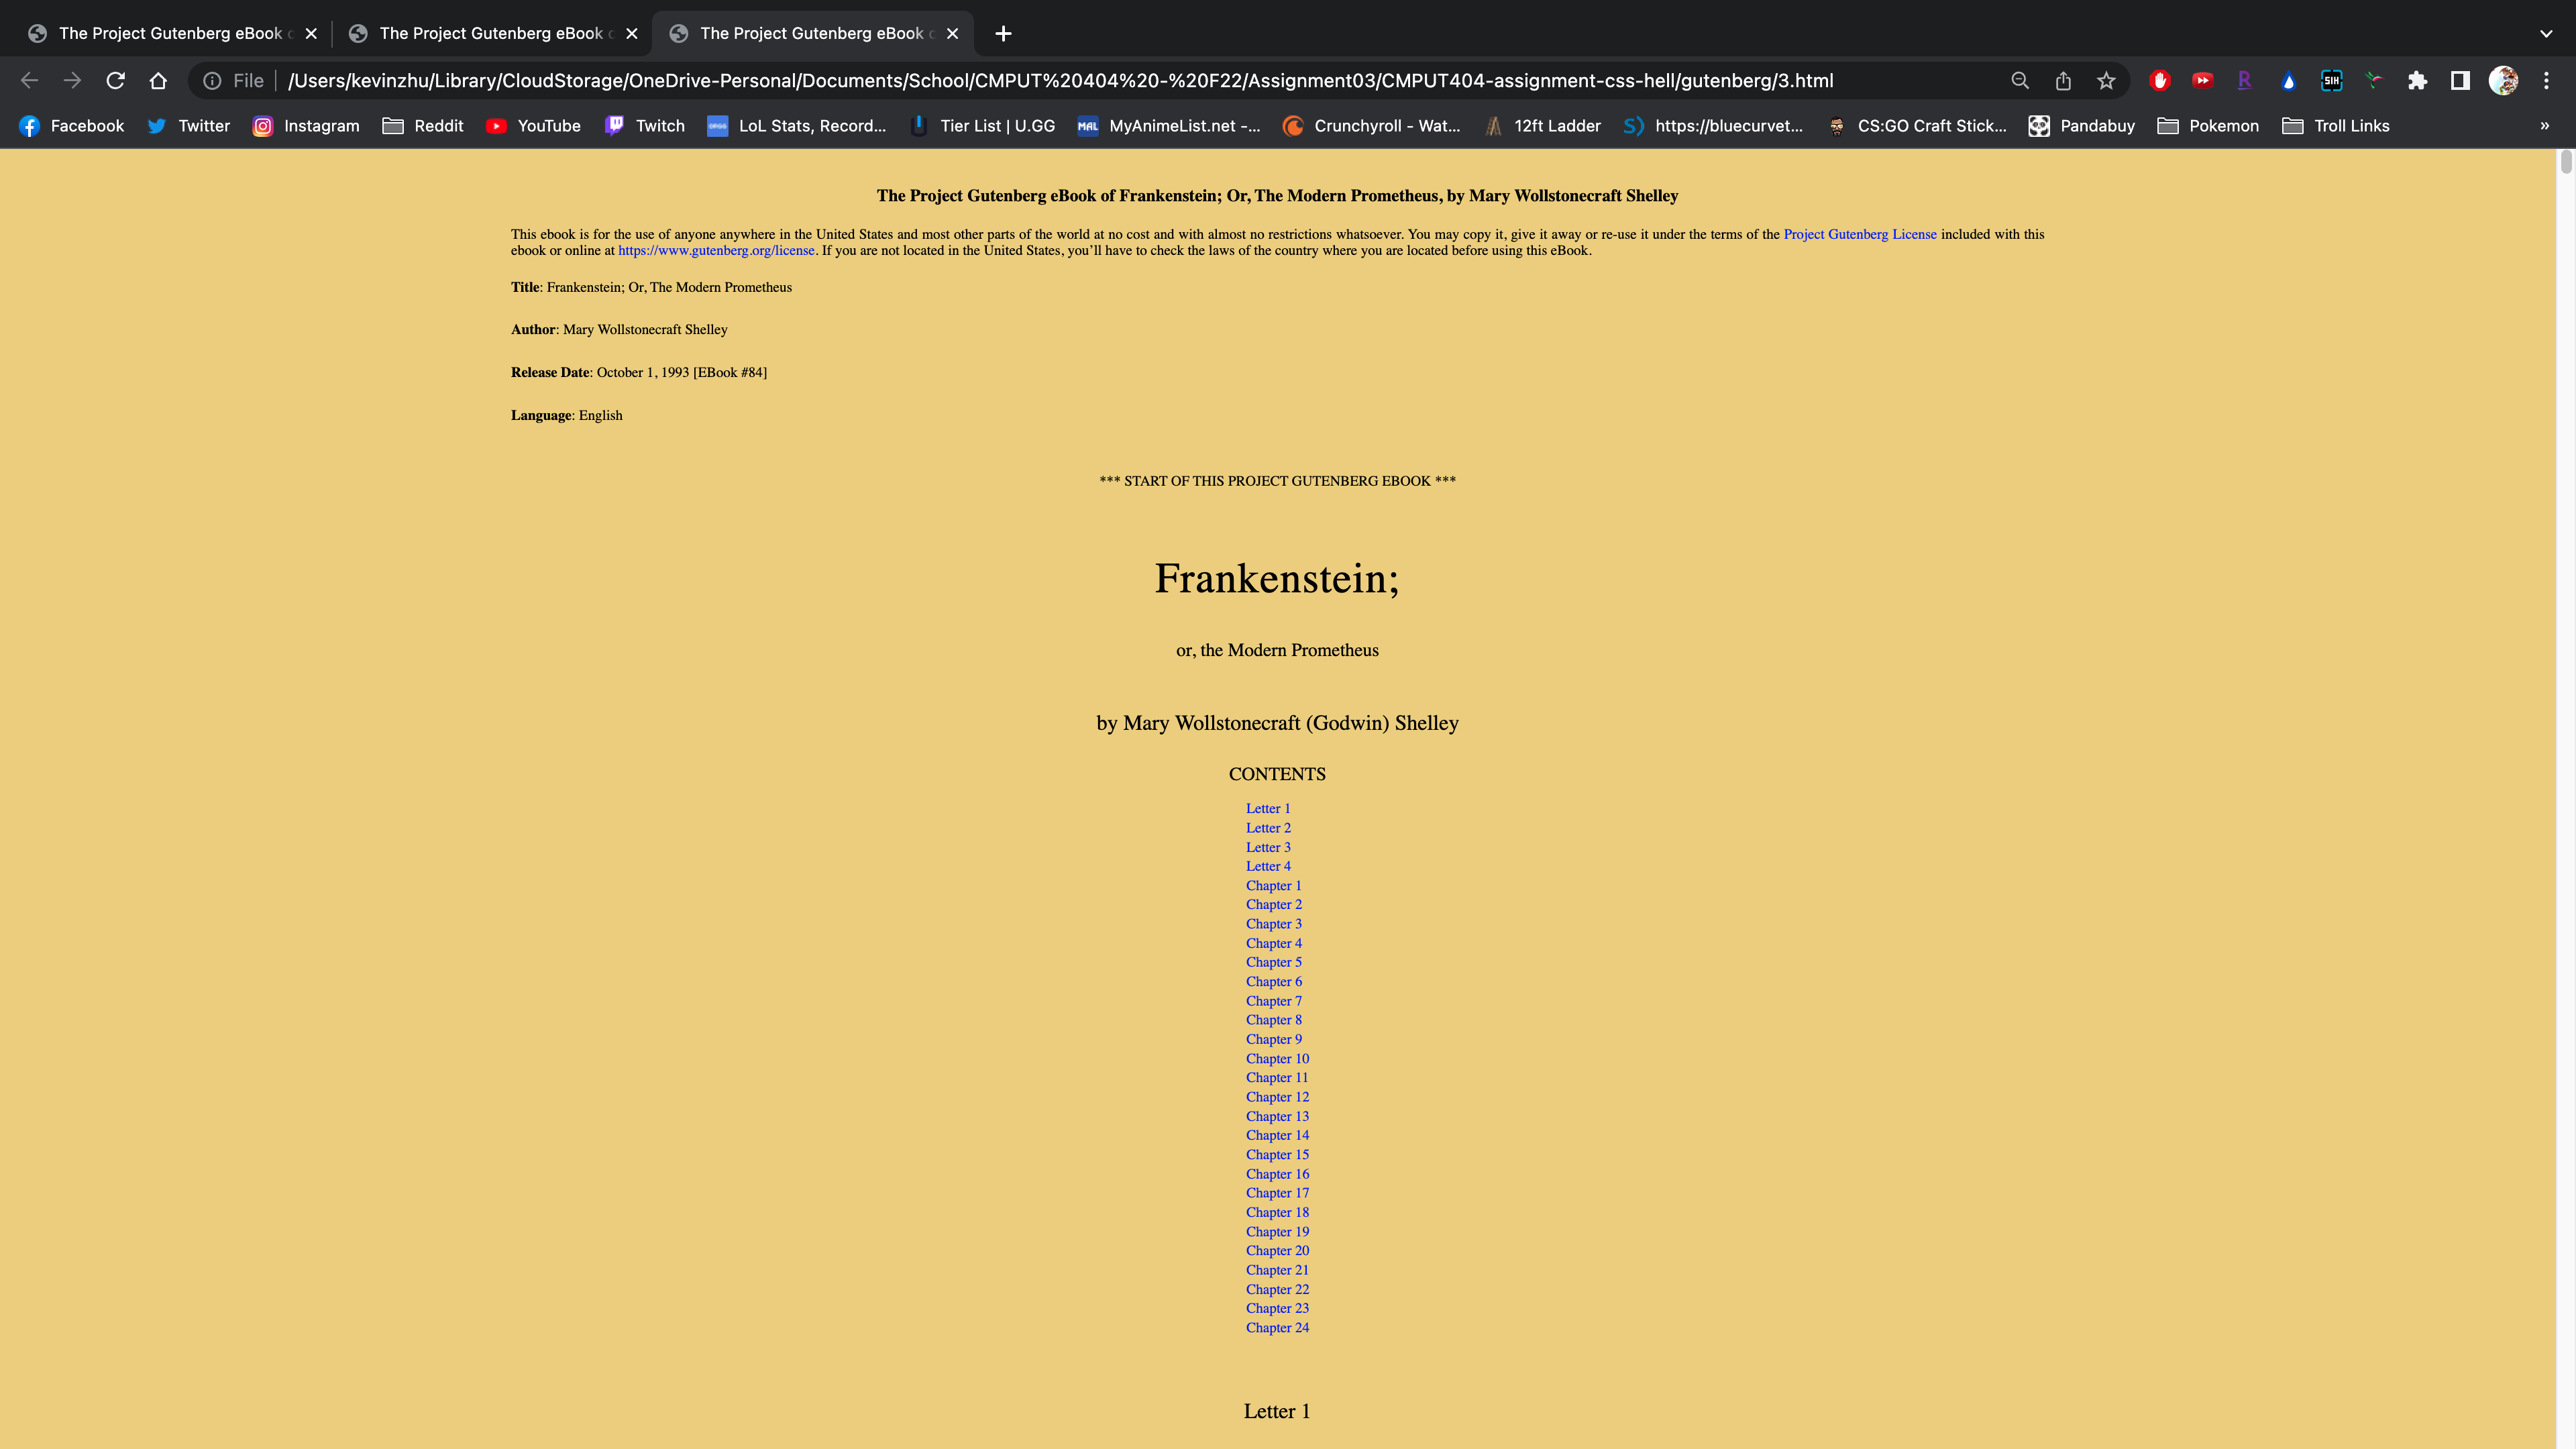 The Project Gutenberg eBook
The Project Gutenberg eBook
The Project Gutenberg eBook
File /Users/kevinzhu/Library/CloudStorage/OneDrive-Personal/Documents/School/CMPUT%20404%20-%20F22/Assignment03/CMPUT404-assignment-css-hell/gutenberg/3.html
Facebook Twitter Instagram Reddit YouTube Twitch LoL Stats, Record... Tier List | U.GG MyAnimeList.net -... Crunchyroll - Wat... 12ft Ladder https://bluecurvet... CS:GO Craft Stick... Pandabuy Pokemon Troll Links »
The Project Gutenberg eBook of Frankenstein; Or, The Modern Prometheus, by Mary Wollstonecraft Shelley
This ebook is for the use of anyone anywhere in the United States and most other parts of the world at no cost and with almost no restrictions whatsoever. You may copy it, give it away or re-use it under the terms of the Project Gutenberg License included with this
ebook or online at https://www.gutenberg.org/license. If you are not located in the United States, you’ll have to check the laws of the country where you are located before using this eBook.
Title: Frankenstein; Or, The Modern Prometheus
Author: Mary Wollstonecraft Shelley
Release Date: October 1, 1993 [EBook #84]
Language: English
*** START OF THIS PROJECT GUTENBERG EBOOK ***
Frankenstein;
or, the Modern Prometheus
by Mary Wollstonecraft (Godwin) Shelley
CONTENTS
Letter 1
Letter 2
Letter 3
Letter 4
Chapter 1
Chapter 2
Chapter 3
Chapter 4
Chapter 5
Chapter 6
Chapter 7
Chapter 8
Chapter 9
Chapter 10
Chapter 11
Chapter 12
Chapter 13
Chapter 14
Chapter 15
Chapter 16
Chapter 17
Chapter 18
Chapter 19
Chapter 20
Chapter 21
Chapter 22
Chapter 23
Chapter 24
Letter 1